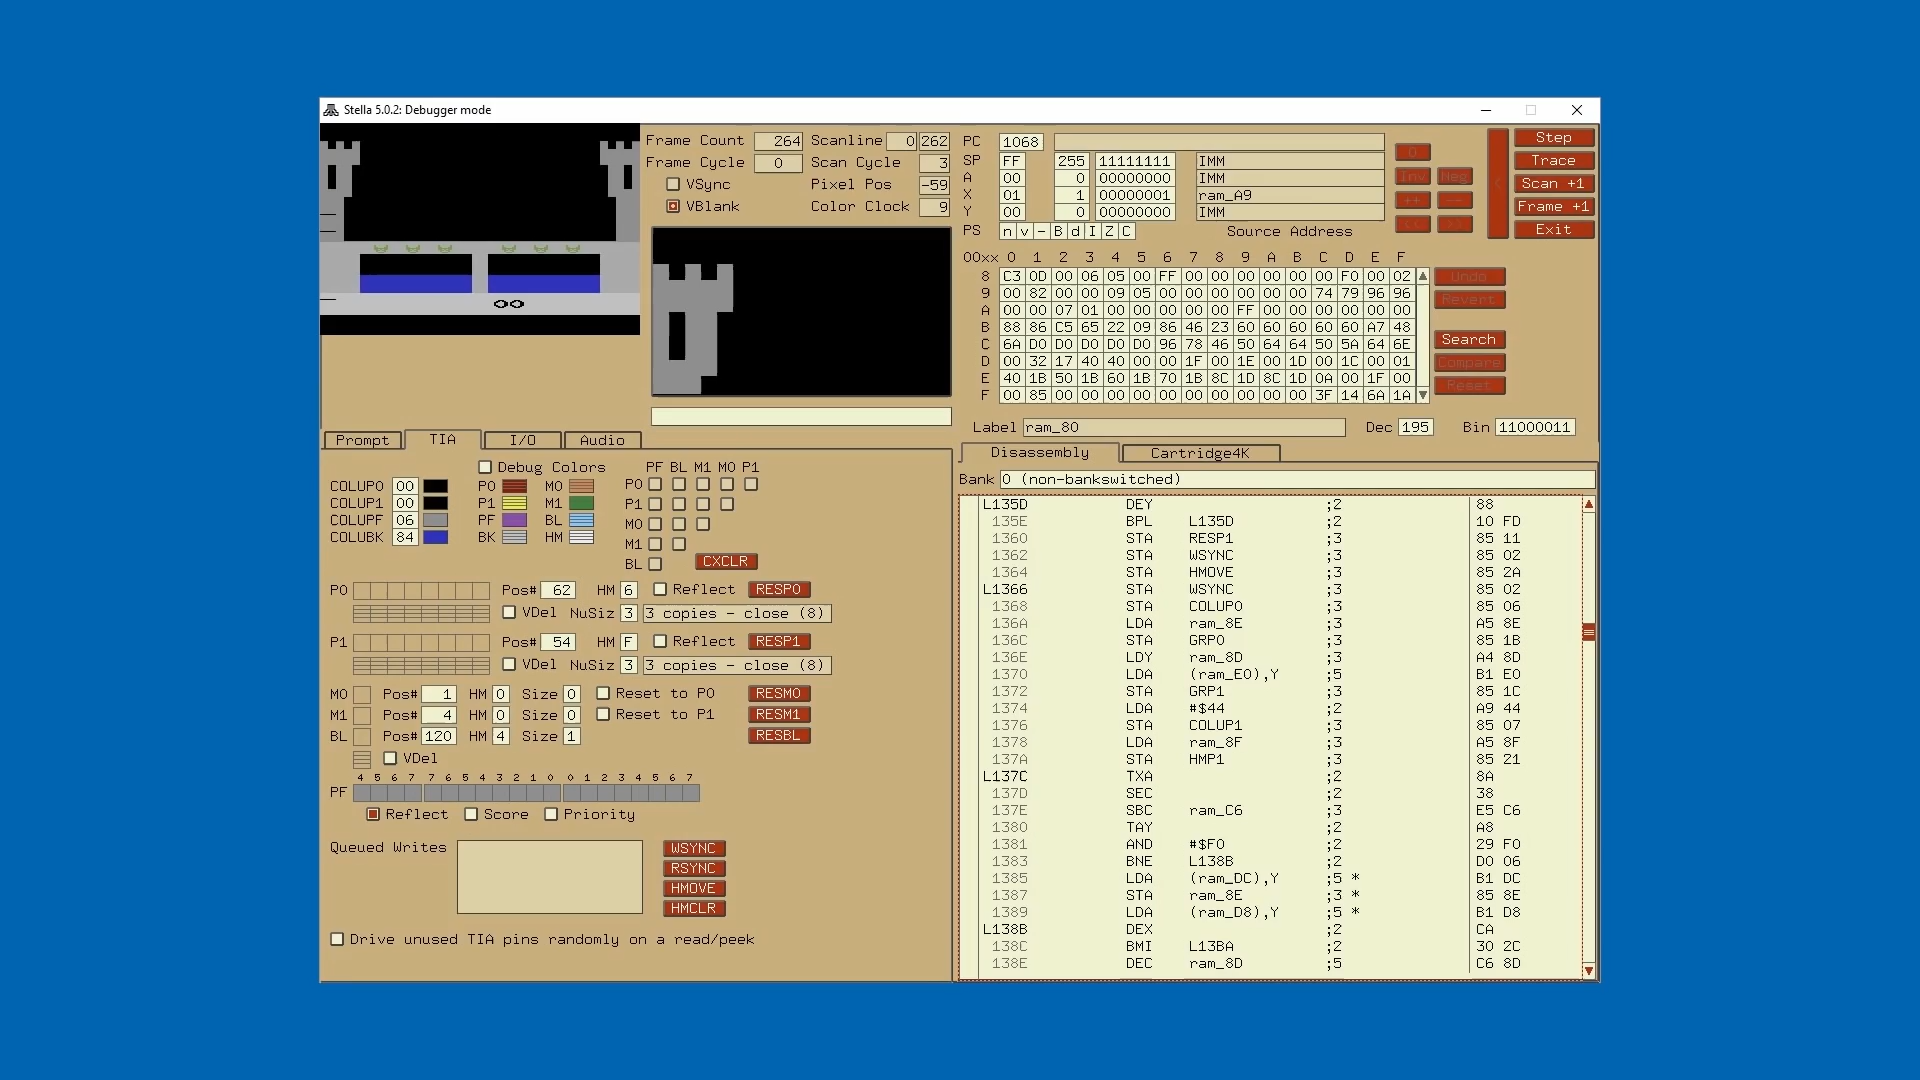 Stella 5.0.2: Debugger mode
Frame Count 264 Scanline 0 262
Frame Cycle 0 Scan Cycle 3
VSync Pixel Pos -59
VBlank Color Clock 9
PC 1068
SP FF 255 11111111 IMM
A 00 0 00000000 IMM
X 01 1 00000001 ram_A9
Y 00 0 00000000 IMM
PS n v - B d I Z C Source Address
0
Inv Neg
++ --
<< >>
<
Step
Trace
Scan +1
Frame +1
Exit
00xx 0 1 2 3 4 5 6 7 8 9 A B C D E F
8 C3 0D 00 06 05 00 FF 00 00 00 00 00 00 F0 00 02
9 00 82 00 00 09 05 00 00 00 00 00 00 74 79 96 96
A 00 00 07 01 00 00 00 00 00 FF 00 00 00 00 00 00
B 88 86 C5 65 22 09 86 46 23 60 60 60 60 60 A7 48
C 6A D0 D0 D0 D0 D0 96 78 46 50 64 64 50 5A 64 6E
D 00 32 17 40 40 00 00 1F 00 1E 00 1D 00 1C 00 01
E 40 1B 50 1B 60 1B 70 1B 8C 1D 8C 1D 0A 00 1F 00
F 00 85 00 00 00 00 00 00 00 00 00 00 3F 14 6A 1A
Undo
Revert
Search
Compare
Reset
Label ram_80 Dec 195 Bin 11000011
Prompt TIA I/O Audio
Debug Colors PF BL M1 M0 P1
COLUP0 00 P0 M0 P0
COLUP1 00 P1 M1 P1
COLUPF 06 PF BL M0
COLUBK 84 BK HM M1
BL CXCLR
P0 Pos# 62 HM 6 Reflect RESP0
VDel NuSiz 3 3 copies - close (8)
P1 Pos# 54 HM F Reflect RESP1
VDel NuSiz 3 3 copies - close (8)
M0 Pos# 1 HM 0 Size 0 Reset to P0 RESM0
M1 Pos# 4 HM 0 Size 0 Reset to P1 RESM1
BL Pos# 120 HM 4 Size 1 RESBL
VDel
4 5 6 7 7 6 5 4 3 2 1 0 0 1 2 3 4 5 6 7
PF
Reflect Score Priority
Queued Writes
WSYNC
RSYNC
HMOVE
HMCLR
Drive unused TIA pins randomly on a read/peek
Disassembly Cartridge4K
Bank 0 (non-bankswitched)
L135D DEY ;2 88
135E BPL L135D ;2 10 FD
1360 STA RESP1 ;3 85 11
1362 STA WSYNC ;3 85 02
1364 STA HMOVE ;3 85 2A
L1366 STA WSYNC ;3 85 02
1368 STA COLUP0 ;3 85 06
136A LDA ram_8E ;3 A5 8E
136C STA GRP0 ;3 85 1B
136E LDY ram_8D ;3 A4 8D
1370 LDA (ram_E0),Y ;5 B1 E0
1372 STA GRP1 ;3 85 1C
1374 LDA #$44 ;2 A9 44
1376 STA COLUP1 ;3 85 07
1378 LDA ram_8F ;3 A5 8F
137A STA HMP1 ;3 85 21
L137C TXA ;2 8A
137D SEC ;2 38
137E SBC ram_C6 ;3 E5 C6
1380 TAY ;2 A8
1381 AND #$F0 ;2 29 F0
1383 BNE L138B ;2 D0 06
1385 LDA (ram_DC),Y ;5 * B1 DC
1387 STA ram_8E ;3 * 85 8E
1389 LDA (ram_D8),Y ;5 * B1 D8
L138B DEX ;2 CA
138C BMI L13BA ;2 30 2C
138E DEC ram_8D ;5 C6 8D